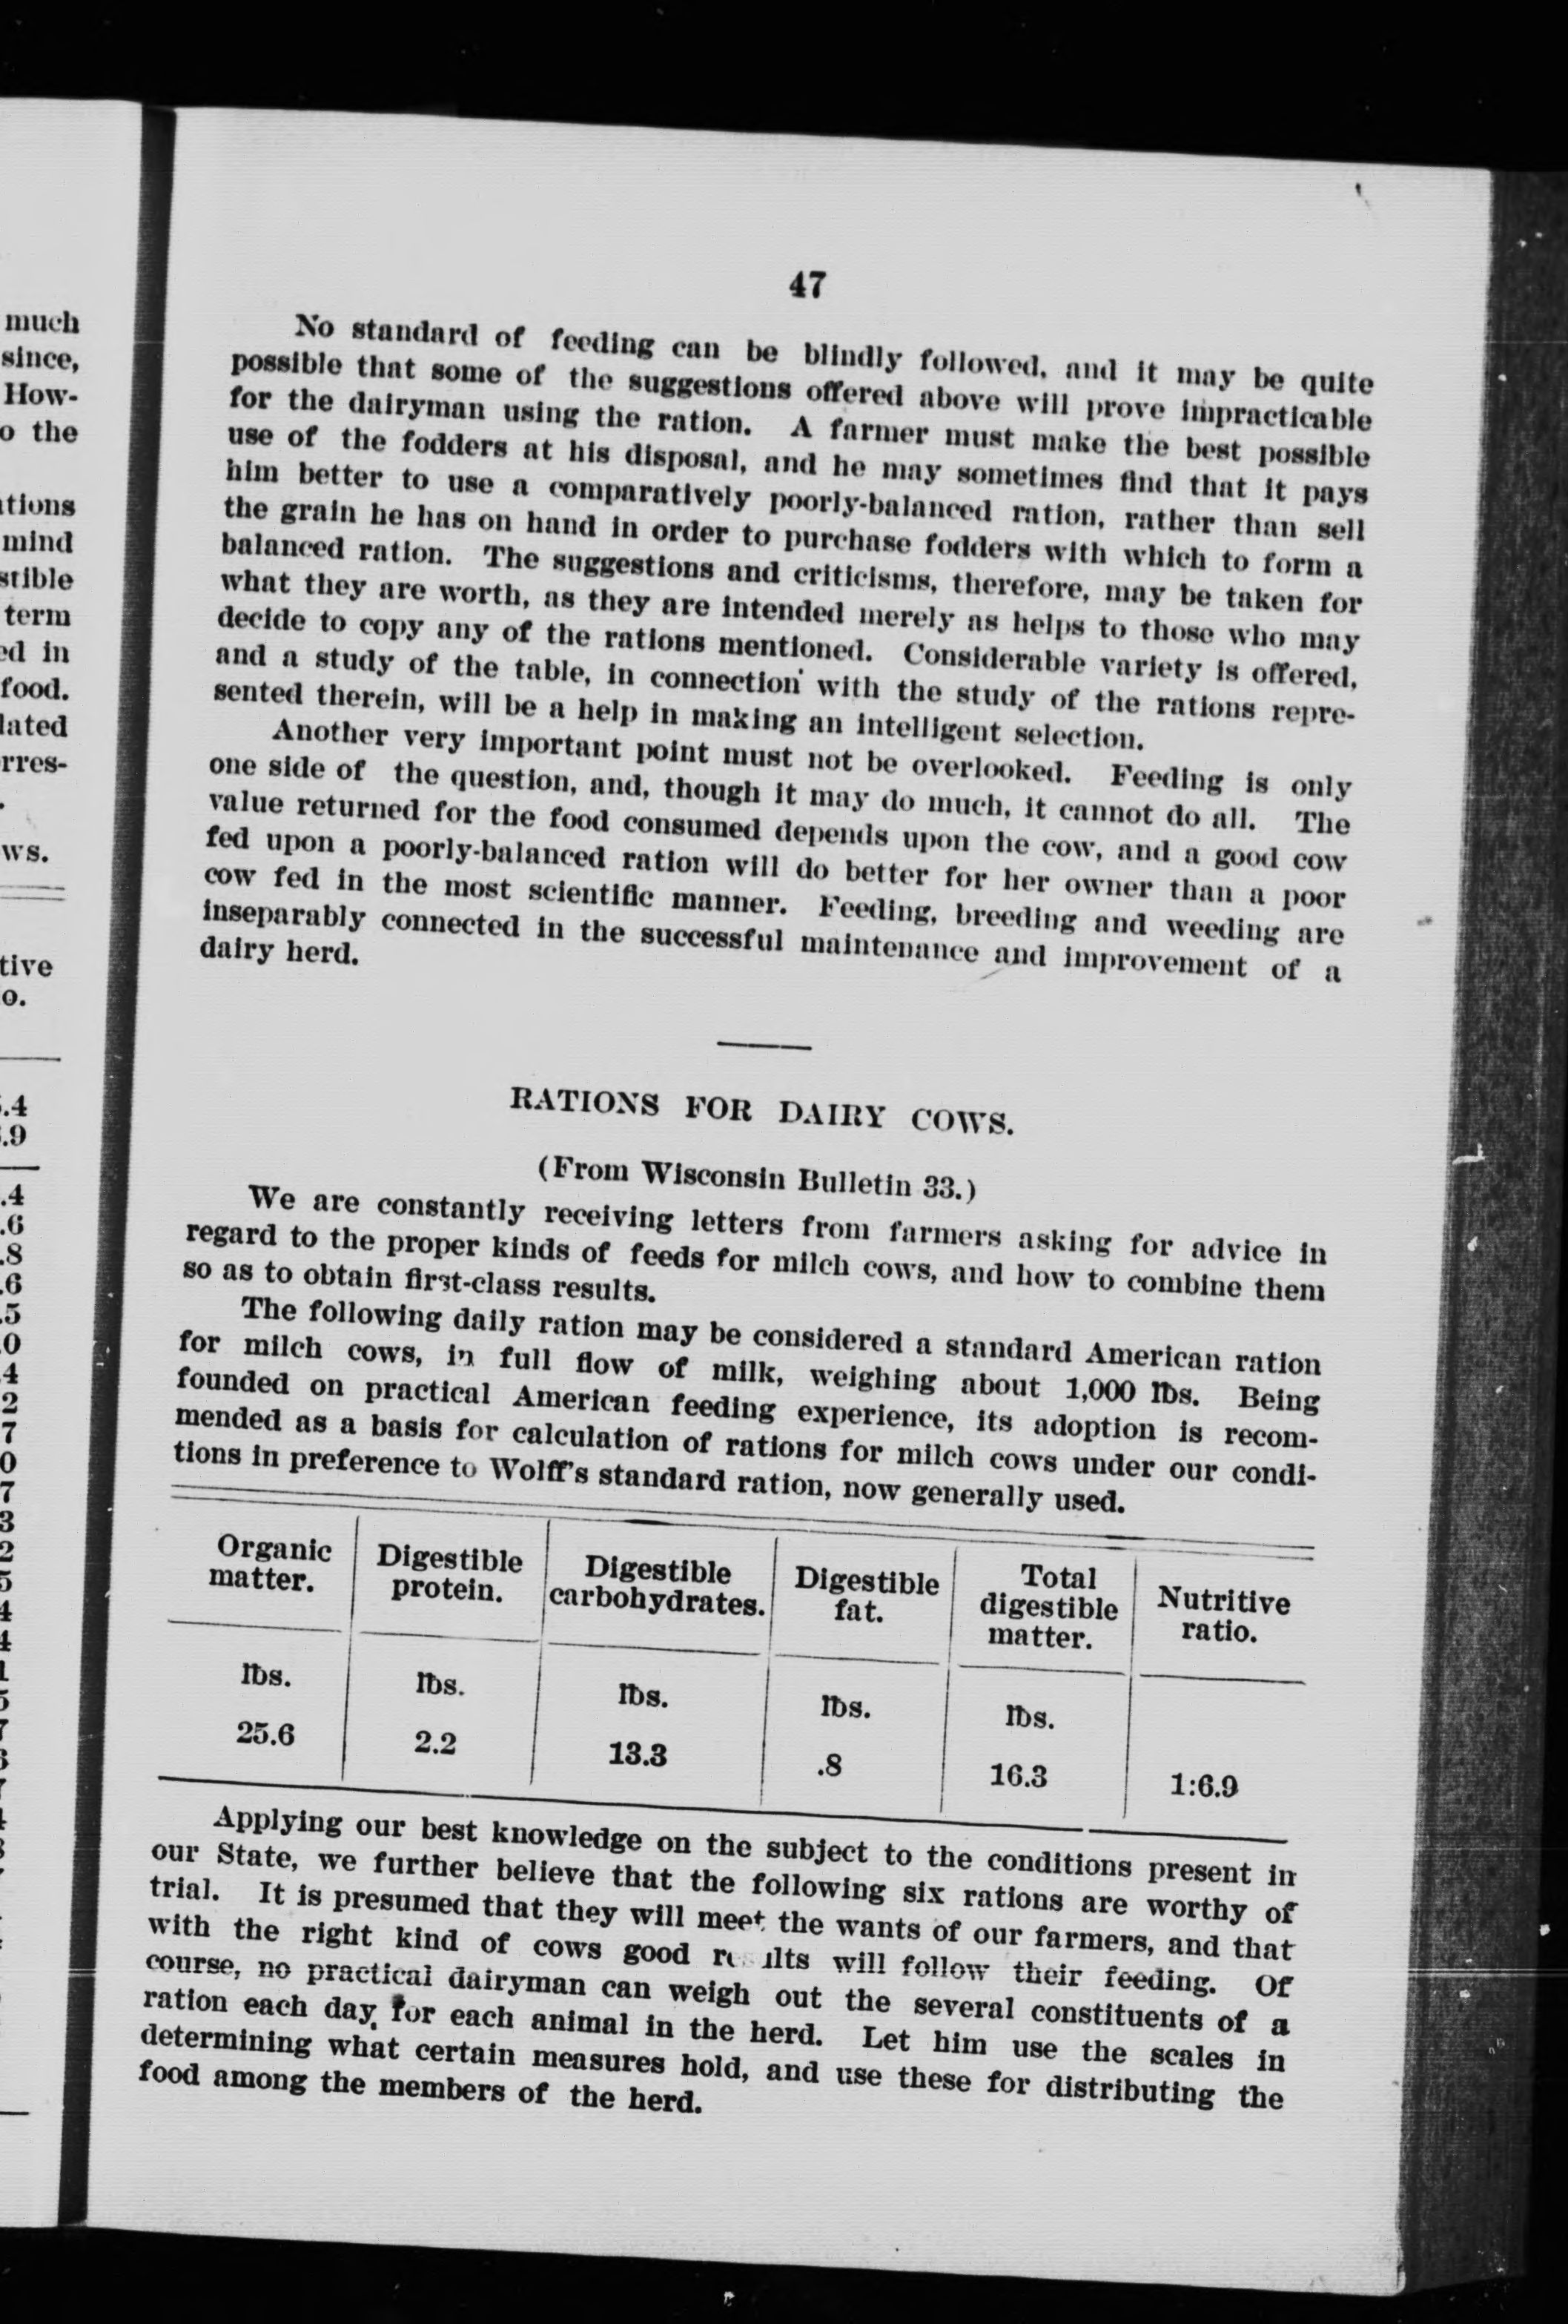 much
since,
How-
o the
mind
term
food.
ws.
47
No standard of feeding can be blindly followed, and it may be quite
possible that some of the suggestions offered above will prove impracticable
for the dairyman using the ration. A farmer must make the best possible
use of the fodders at his disposal, and he may sometimes find that it pays
him better to use a comparatively poorly-balanced ration, rather than sell
the grain he has on hand in order to purchase fodders with which to form a
balanced ration. The suggestions and criticisms, therefore, may be taken for
what they are worth, as they are intended merely as helps to those who may
decide to copy any of the rations mentioned. Considerable variety is offered,
and a study of the table, in connection with the study of the rations repre-
sented therein, will be a help in making an intelligent selection.
Another very important point must not be overlooked. Feeding is only
one side of the question, and, though it may do much, it cannot do all. The
value returned for the food consumed depends upon the cow, and a good cow
fed upon a poorly-balanced ration will do better for her owner than a poor
cow fed in the most scientific manner. Feeding, breeding and weeding are
inseparably connected in the successful maintenance and improvement of a
dairy herd.
RATIONS FOR DAIRY COWS.
(From Wisconsin Bulletin 33.)
We are constantly receiving letters from farmers asking for advice in
regard to the proper kinds of feeds for milch cows, and how to combine them
so as to obtain first-class results.
The following daily ration may be considered a standard American ration
for milch cows, in full flow of milk, weighing about 1,000 lbs. Being
founded on practical American feeding experience, its adoption is recom-
mended as a basis for calculation of rations for milch cows under our condi-
tions in preference to Wolff's standard ration, now generally used.
Organic matter. Digestible protein. Digestible carbohydrates. Digestible fat. Total digestible matter. Nutritive ratio.
lbs. lbs. lbs. lbs. lbs.
25.6 2.2 13.3 .8 16.3 1:6.9
Applying our best knowledge on the subject to the conditions present in
our State, we further believe that the following six rations are worthy of
trial. It is presumed that they will meet the wants of our farmers, and that
with the right kind of cows good results will follow their feeding. Of
course, no practical dairyman can weigh out the several constituents of a
ration each day for each animal in the herd. Let him use the scales in
determining what certain measures hold, and use these for distributing the
food among the members of the herd.